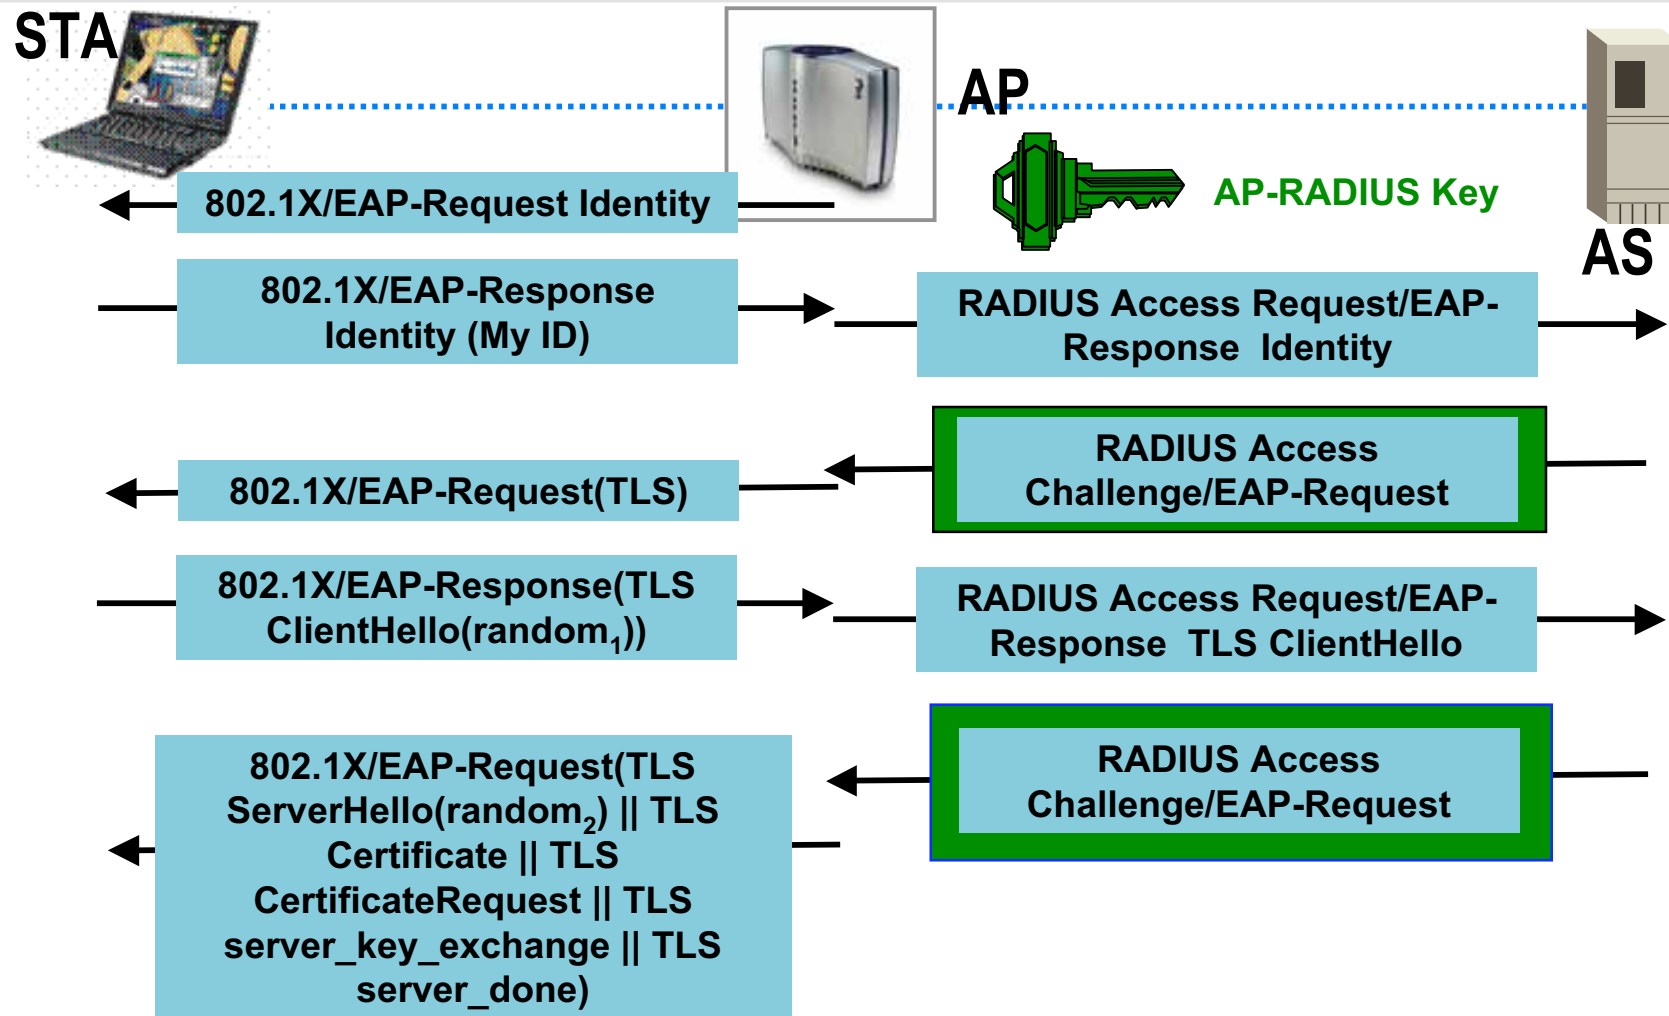 STA
AP
AP-RADIUS Key
AS
802.1X/EAP-Request Identity
802.1X/EAP-Response
Identity (My ID)
RADIUS Access Request/EAP-
Response Identity
RADIUS Access
Challenge/EAP-Request
802.1X/EAP-Request(TLS)
802.1X/EAP-Response(TLS
ClientHello(random₁))
RADIUS Access Request/EAP-
Response TLS ClientHello
RADIUS Access
Challenge/EAP-Request
802.1X/EAP-Request(TLS
ServerHello(random₂) || TLS
Certificate || TLS
CertificateRequest || TLS
server_key_exchange || TLS
server_done)